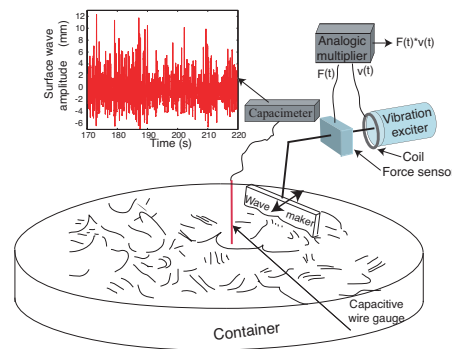 Surface wave
amplitude (mm)
12
10
8
6
4
2
0
-2
-4
-6
170 180 190 200 210 220
Time (s)
Capacimeter
Analogic
multiplier
F(t)*v(t)
F(t)
v(t)
Vibration
exciter
Coil
Force senso
Wave
maker
Capacitive
wire gauge
Container